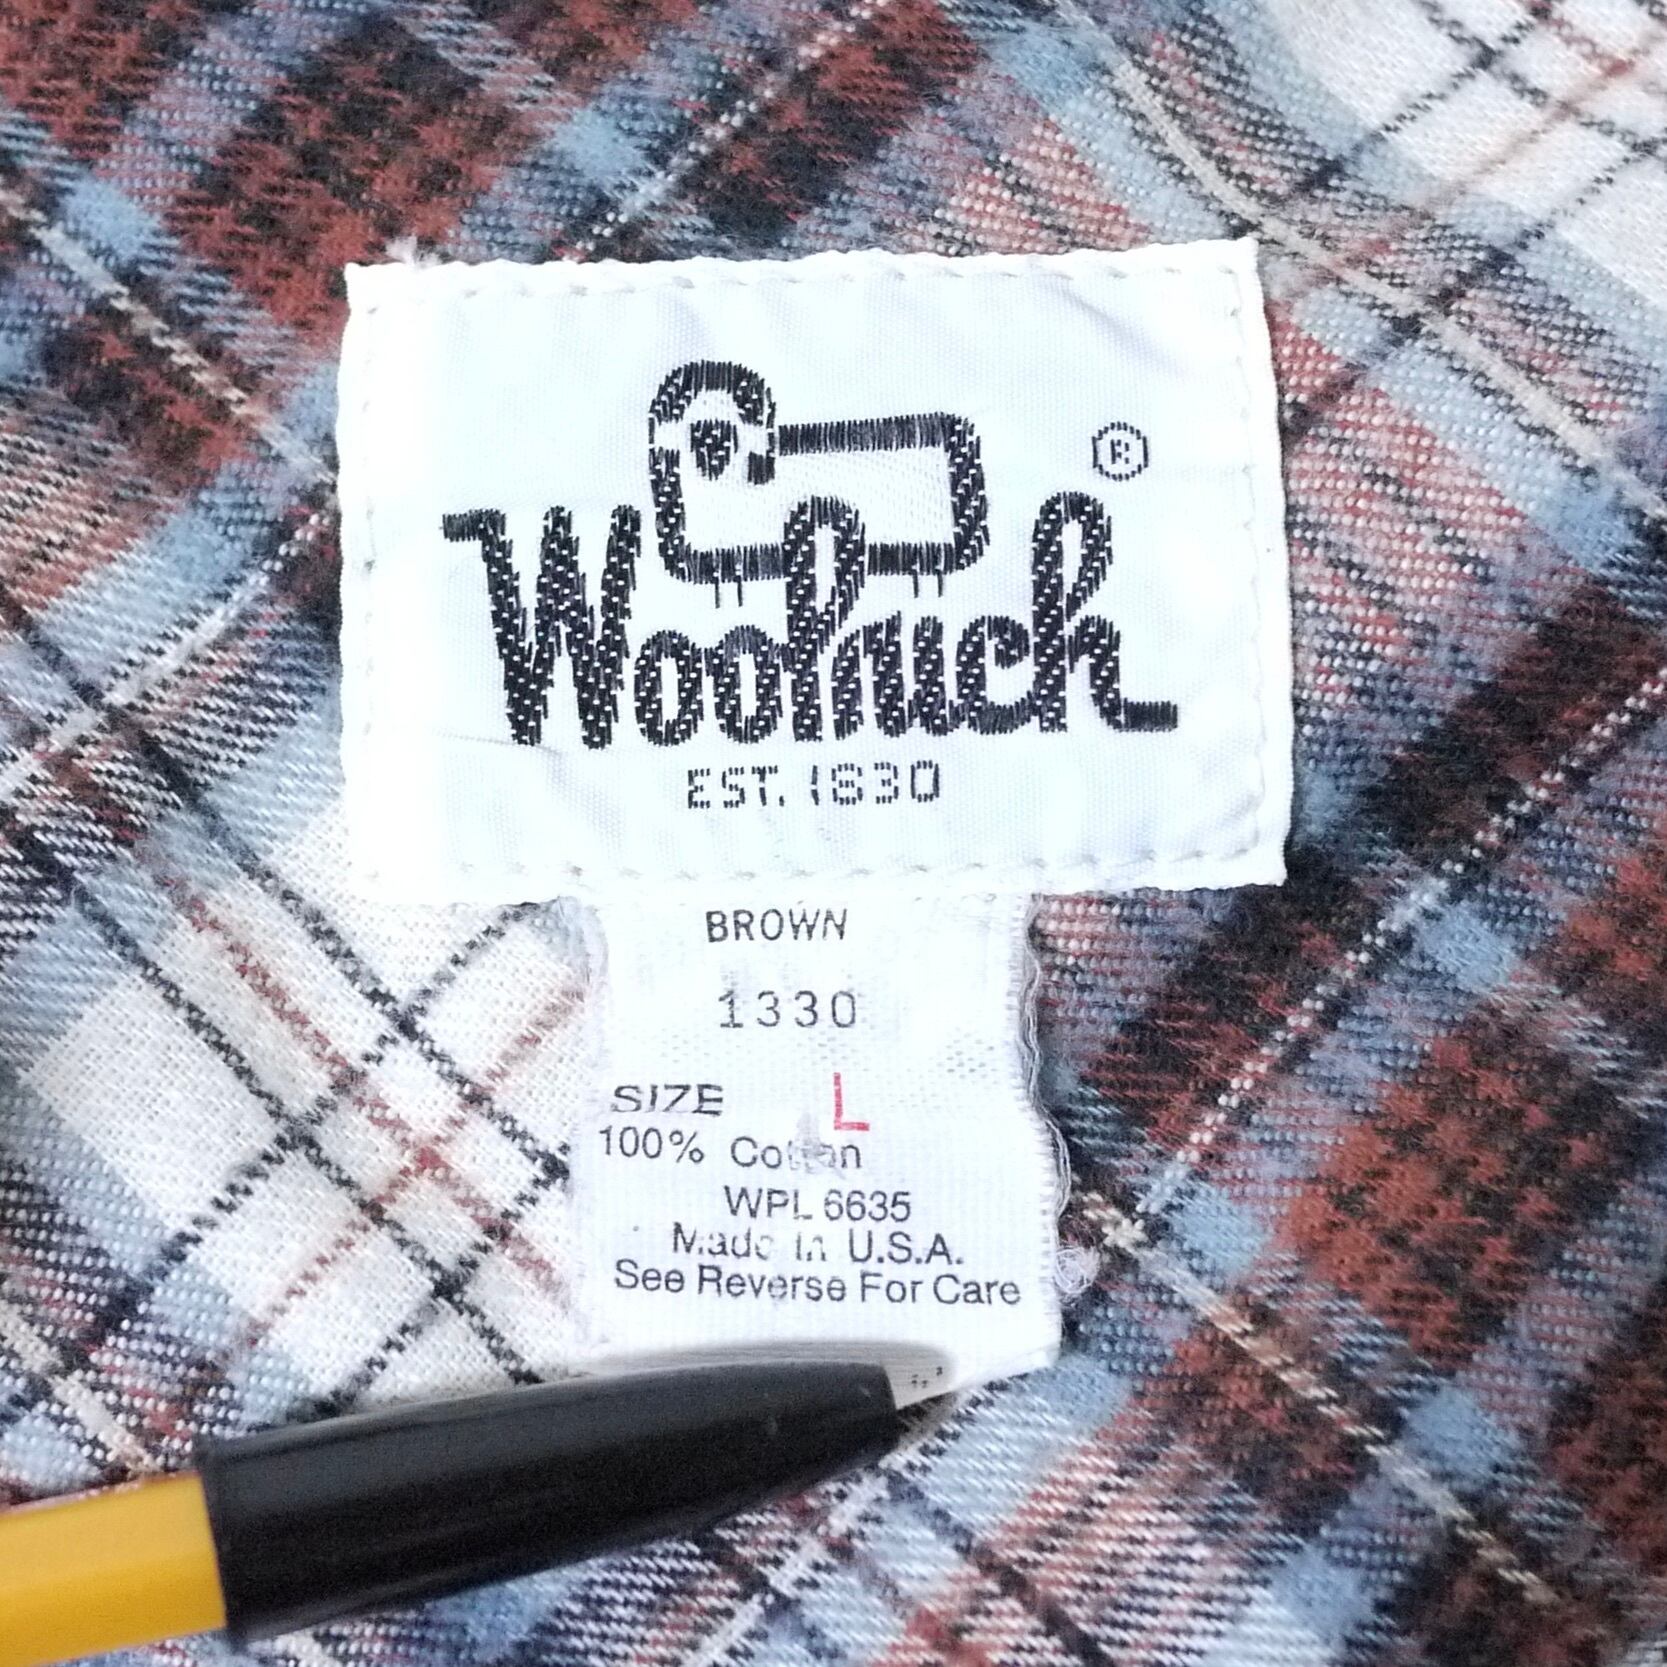 ®
Woolrich
EST. 1830
BROWN
1330
SIZE L
100% Cotton
WPL 6635
Made in U.S.A.
See Reverse For Care